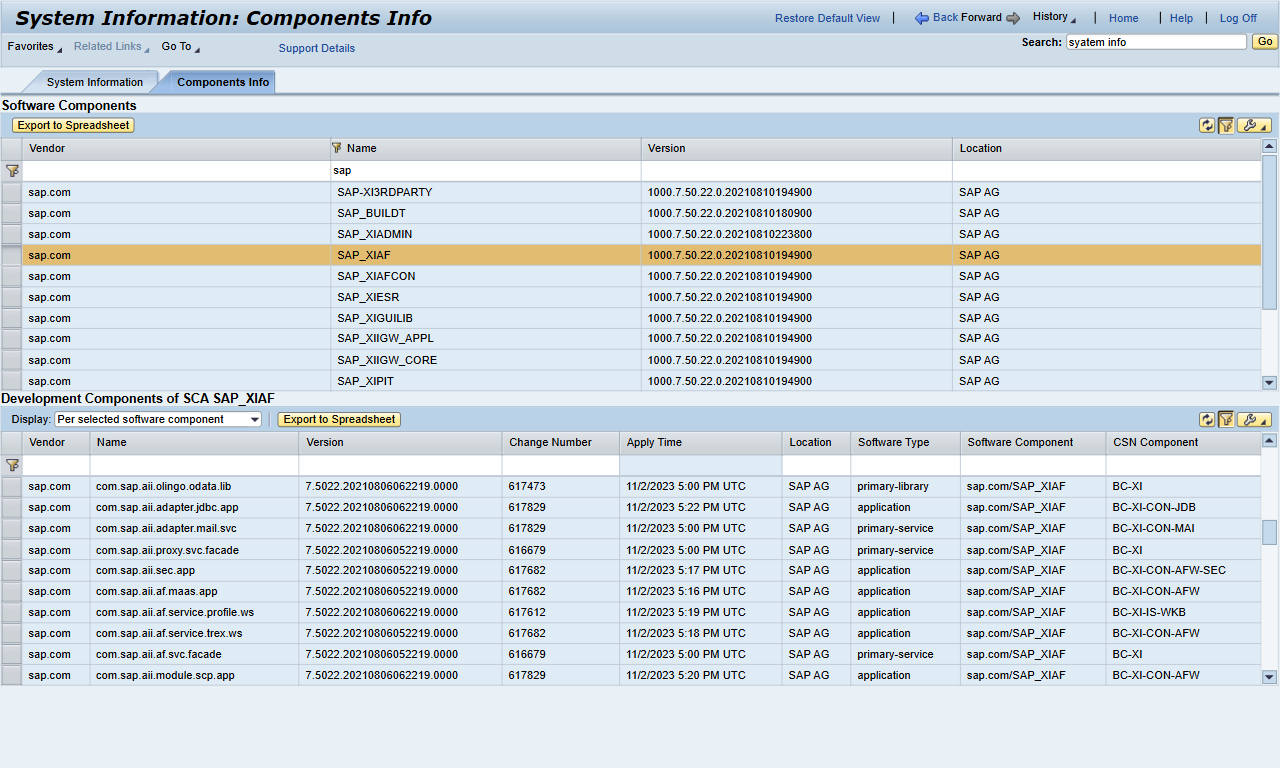 System Information: Components Info
Restore Default View | Back Forward History | Home | Help | Log Off
Favorites Related Links Go To Support Details
Search: syatem info Go
System Information Components Info
Software Components
Export to Spreadsheet
Vendor Name Version Location
sap
sap.com SAP-XI3RDPARTY 1000.7.50.22.0.20210810194900 SAP AG
sap.com SAP_BUILDT 1000.7.50.22.0.20210810180900 SAP AG
sap.com SAP_XIADMIN 1000.7.50.22.0.20210810223800 SAP AG
sap.com SAP_XIAF 1000.7.50.22.0.20210810194900 SAP AG
sap.com SAP_XIAFCON 1000.7.50.22.0.20210810194900 SAP AG
sap.com SAP_XIESR 1000.7.50.22.0.20210810194900 SAP AG
sap.com SAP_XIGUILIB 1000.7.50.22.0.20210810194900 SAP AG
sap.com SAP_XIIGW_APPL 1000.7.50.22.0.20210810194900 SAP AG
sap.com SAP_XIIGW_CORE 1000.7.50.22.0.20210810194900 SAP AG
sap.com SAP_XIPIT 1000.7.50.22.0.20210810194900 SAP AG
Development Components of SCA SAP_XIAF
Display: Per selected software component Export to Spreadsheet
Vendor Name Version Change Number Apply Time Location Software Type Software Component CSN Component
sap.com com.sap.aii.olingo.odata.lib 7.5022.20210806062219.0000 617473 11/2/2023 5:00 PM UTC SAP AG primary-library sap.com/SAP_XIAF BC-XI
sap.com com.sap.aii.adapter.jdbc.app 7.5022.20210806052219.0000 617829 11/2/2023 5:22 PM UTC SAP AG application sap.com/SAP_XIAF BC-XI-CON-JDB
sap.com com.sap.aii.adapter.mail.svc 7.5022.20210806052219.0000 617829 11/2/2023 5:00 PM UTC SAP AG primary-service sap.com/SAP_XIAF BC-XI-CON-MAI
sap.com com.sap.aii.proxy.svc.facade 7.5022.20210806052219.0000 616679 11/2/2023 5:00 PM UTC SAP AG primary-service sap.com/SAP_XIAF BC-XI
sap.com com.sap.aii.sec.app 7.5022.20210806052219.0000 617682 11/2/2023 5:17 PM UTC SAP AG application sap.com/SAP_XIAF BC-XI-CON-AFW-SEC
sap.com com.sap.aii.af.maas.app 7.5022.20210806052219.0000 617682 11/2/2023 5:16 PM UTC SAP AG application sap.com/SAP_XIAF BC-XI-CON-AFW
sap.com com.sap.aii.af.service.profile.ws 7.5022.20210806062219.0000 617612 11/2/2023 5:19 PM UTC SAP AG application sap.com/SAP_XIAF BC-XI-IS-WKB
sap.com com.sap.aii.af.service.trex.ws 7.5022.20210806052219.0000 617682 11/2/2023 5:18 PM UTC SAP AG application sap.com/SAP_XIAF BC-XI-CON-AFW
sap.com com.sap.aii.af.svc.facade 7.5022.20210806052219.0000 616679 11/2/2023 5:00 PM UTC SAP AG primary-service sap.com/SAP_XIAF BC-XI
sap.com com.sap.aii.module.scp.app 7.5022.20210806062219.0000 617829 11/2/2023 5:20 PM UTC SAP AG application sap.com/SAP_XIAF BC-XI-CON-AFW